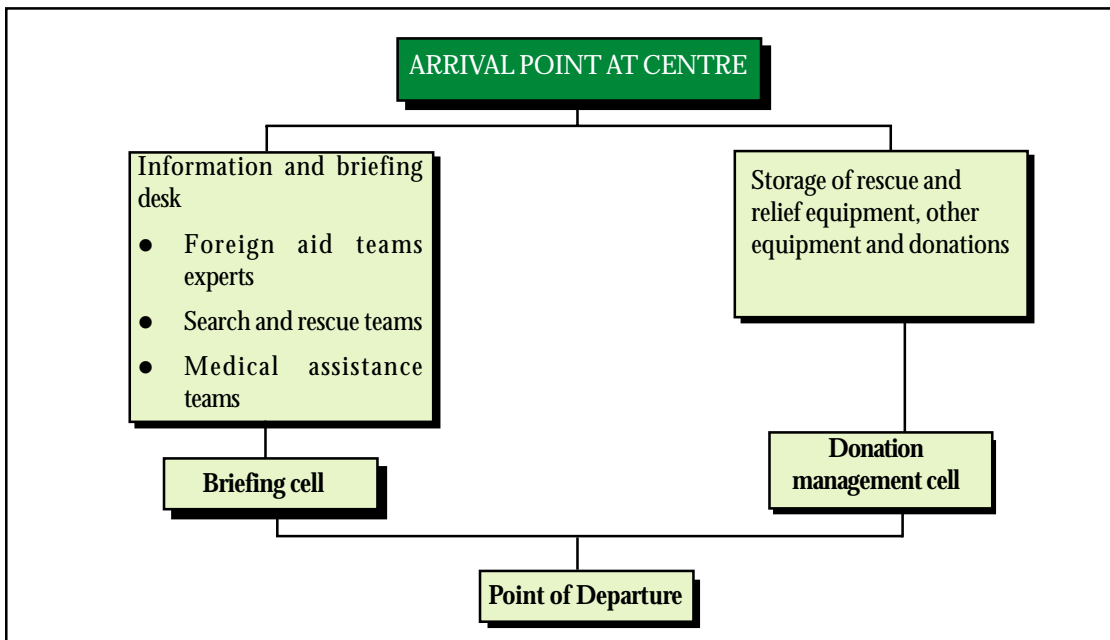 ARRIVAL POINT AT CENTRE
Information and briefing
desk
● Foreign aid teams
experts
● Search and rescue teams
● Medical assistance
teams
Storage of rescue and
relief equipment, other
equipment and donations
Briefing cell
Donation
management cell
Point of Departure